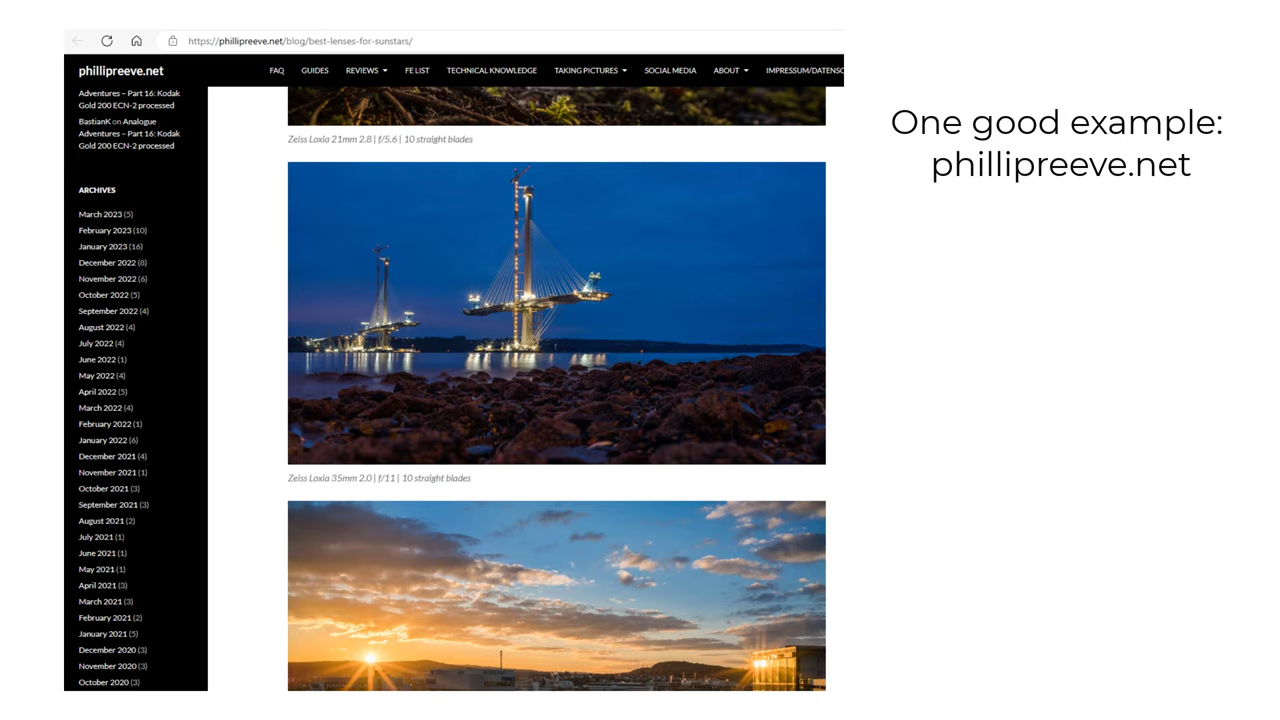 https://phillipreeve.net/blog/best-lenses-for-sunstars/
phillipreeve.net
FAQ GUIDES REVIEWS FE LIST TECHNICAL KNOWLEDGE TAKING PICTURES SOCIAL MEDIA ABOUT IMPRESSUM/DATENSC
Adventures – Part 16: Kodak
Gold 200 ECN-2 processed
BastianK on Analogue
Adventures – Part 16: Kodak
Gold 200 ECN-2 processed
ARCHIVES
March 2023 (5)
February 2023 (10)
January 2023 (16)
December 2022 (8)
November 2022 (6)
October 2022 (5)
September 2022 (4)
August 2022 (4)
July 2022 (4)
June 2022 (1)
May 2022 (4)
April 2022 (5)
March 2022 (4)
February 2022 (1)
January 2022 (6)
December 2021 (4)
November 2021 (1)
October 2021 (3)
September 2021 (3)
August 2021 (2)
July 2021 (1)
June 2021 (1)
May 2021 (1)
April 2021 (3)
March 2021 (3)
February 2021 (2)
January 2021 (5)
December 2020 (3)
November 2020 (3)
October 2020 (3)
Zeiss Loxia 21mm 2.8 | f/5.6 | 10 straight blades
Zeiss Loxia 35mm 2.0 | f/11 | 10 straight blades
One good example:
phillipreeve.net